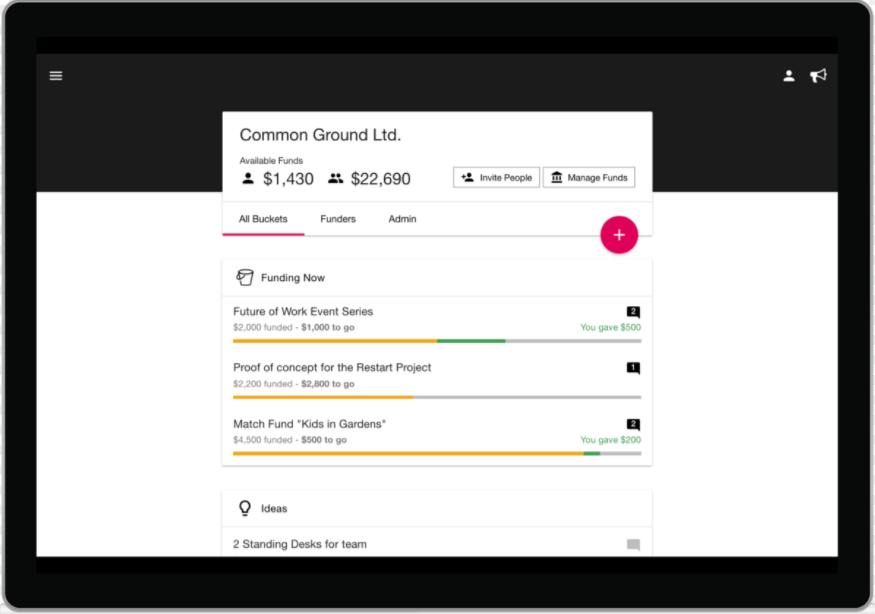 Common Ground Ltd.
Available Funds
$1,430 $22,690
Invite People Manage Funds
All Buckets Funders Admin
+
Funding Now
Future of Work Event Series 2
$2,000 funded - $1,000 to go You gave $500
Proof of concept for the Restart Project 1
$2,200 funded - $2,800 to go
Match Fund "Kids in Gardens" 2
$4,500 funded - $500 to go You gave $200
Ideas
2 Standing Desks for team